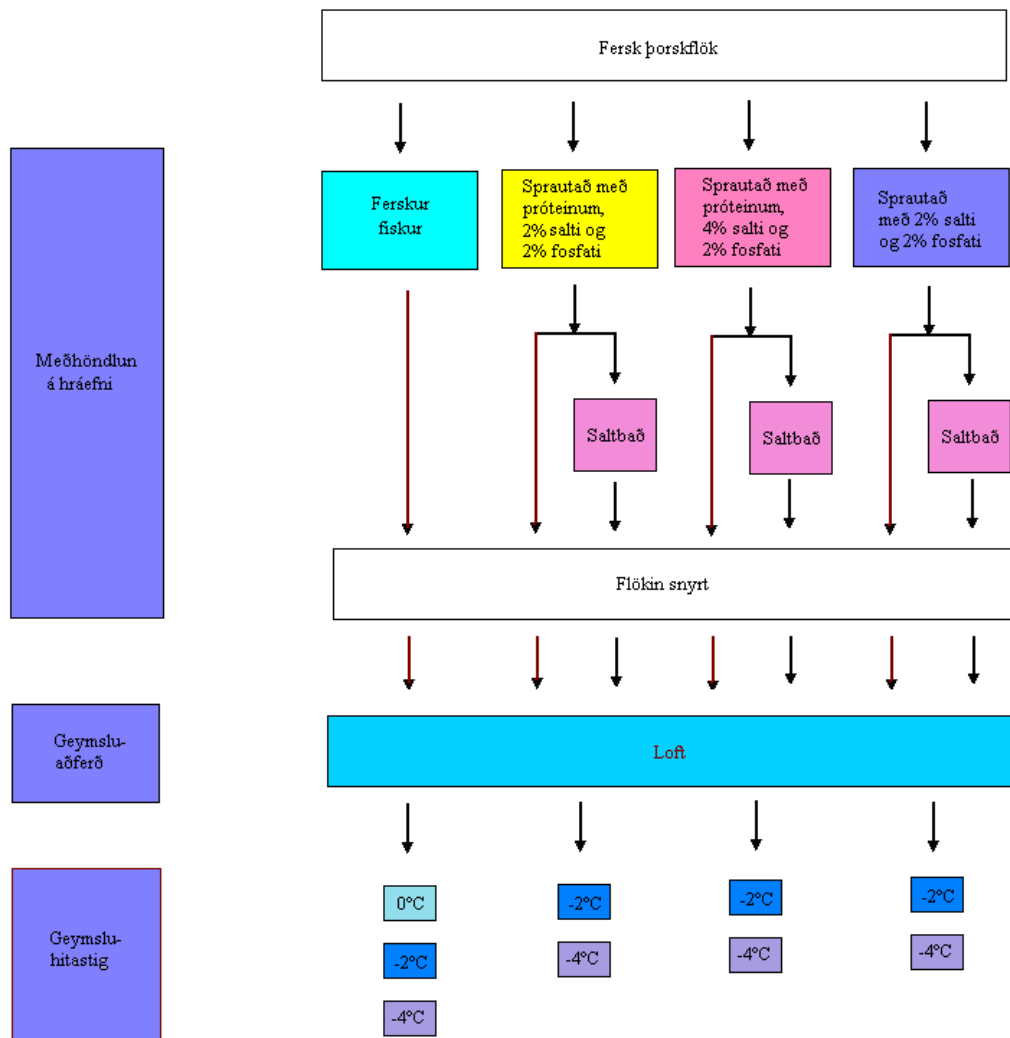 Fersk þorskflök
Ferskur
fiskur
Sprautað með
próteinum,
2% salti og
2% fosfati
Sprautað með
próteinum,
4% salti og
2% fosfati
Sprautað
með 2% salti
og 2% fosfati
Meðhöndlun
á hráefni
Saltbað
Saltbað
Saltbað
Flökin snyrt
Geymslu-
aðferð
Loft
Geymslu-
hitastig
0°C
-2°C
-2°C
-2°C
-2°C
-4°C
-4°C
-4°C
-4°C